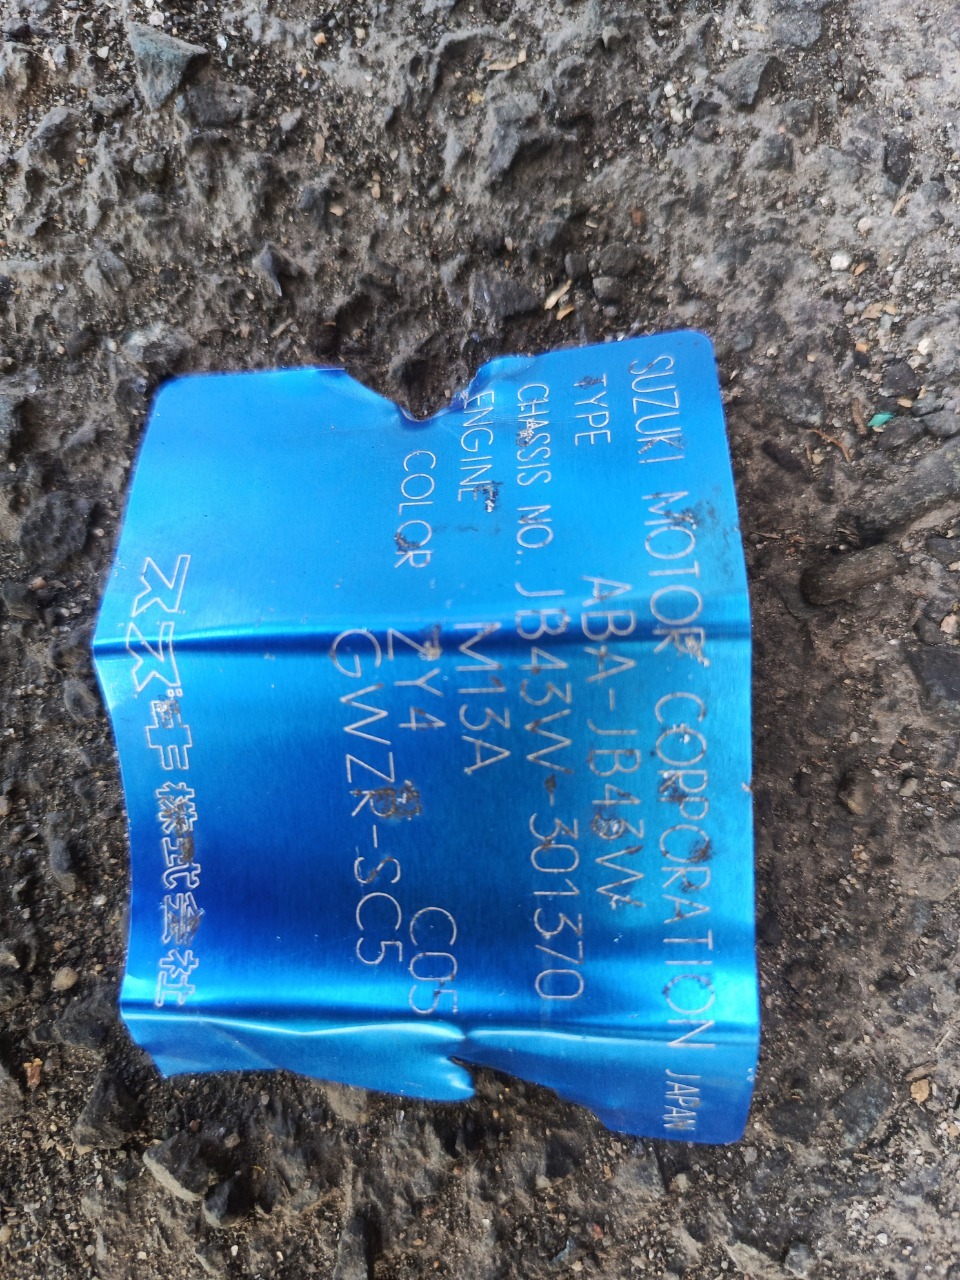 SUZUKI MOTOR CORPORATION JAPAN
TYPE ABA-JB43W
CHASSIS NO. JB43W-301370
ENGINE M13A
COLOR ZY4 C05
GWZR-SC5
スズキ株式会社